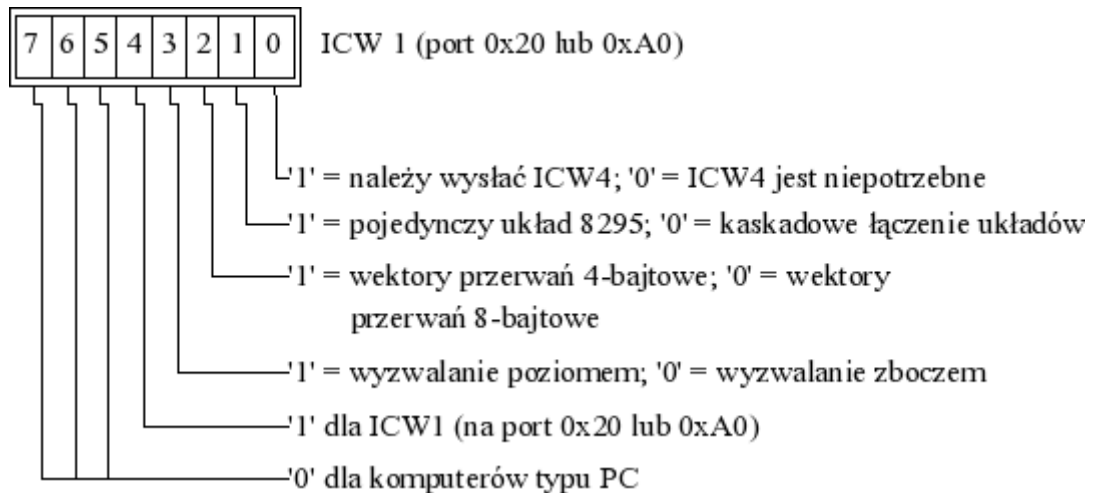 7 6 5 4 3 2 1 0 ICW 1 (port 0x20 lub 0xA0)
'1' = należy wysłać ICW4; '0' = ICW4 jest niepotrzebne
'1' = pojedynczy układ 8295; '0' = kaskadowe łączenie układów
'1' = wektory przerwań 4-bajtowe; '0' = wektory
przerwań 8-bajtowe
'1' = wyzwalanie poziomem; '0' = wyzwalanie zboczem
'1' dla ICW1 (na port 0x20 lub 0xA0)
'0' dla komputerów typu PC